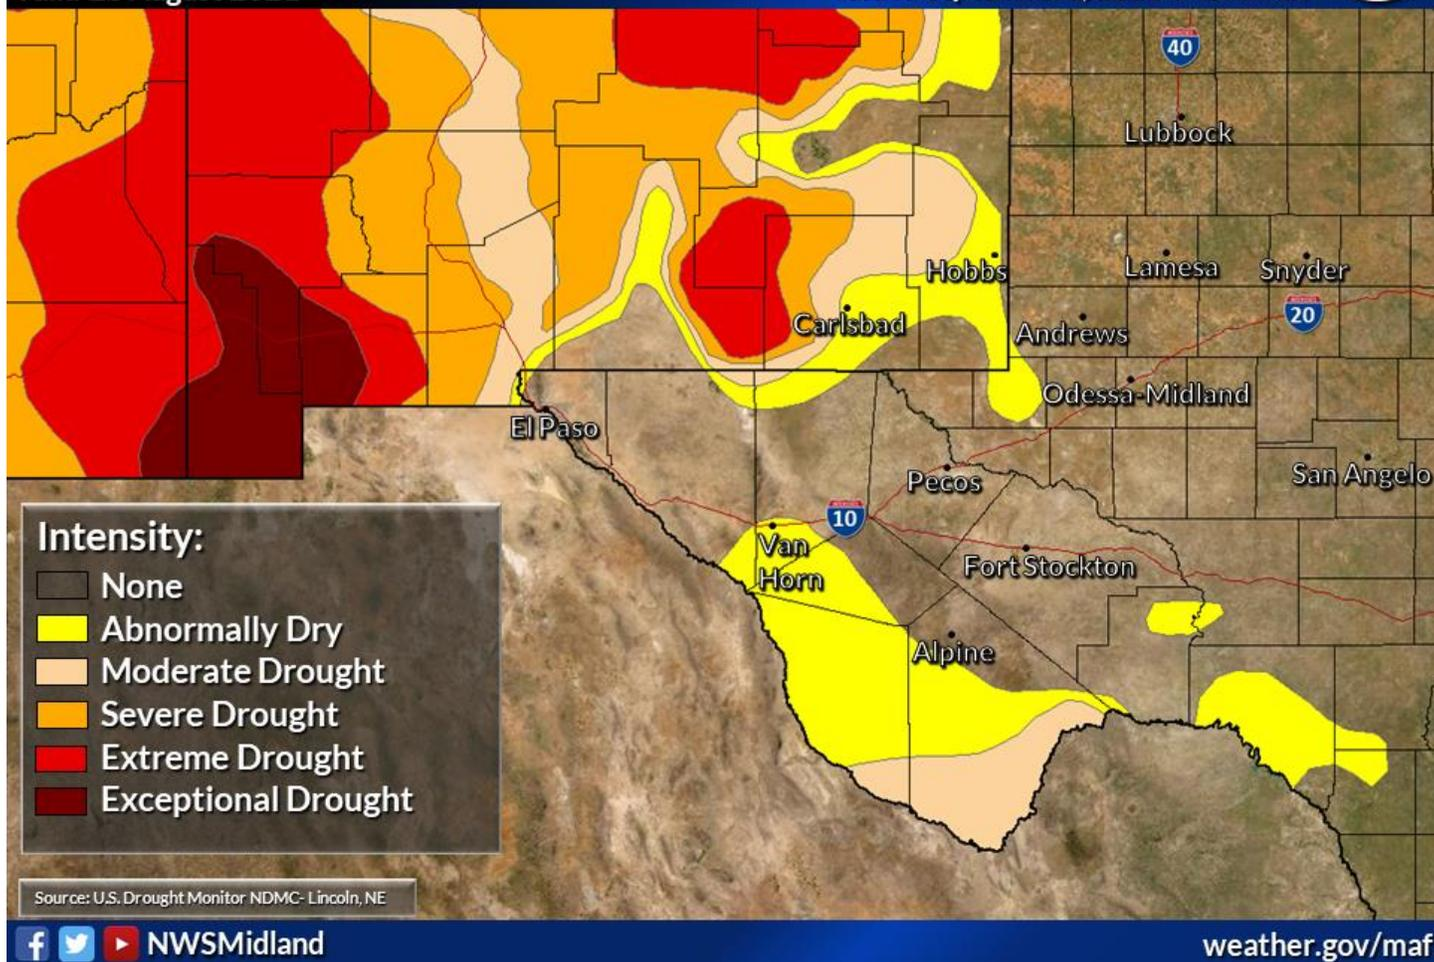 40
Lubbock
Hobbs
Lamesa
Snyder
Carlsbad
Andrews
20
Odessa-Midland
El Paso
Pecos
San Angelo
10
Van
Horn
Fort Stockton
Alpine
Intensity:
None
Abnormally Dry
Moderate Drought
Severe Drought
Extreme Drought
Exceptional Drought
Source: U.S. Drought Monitor NDMC- Lincoln, NE
NWSMidland
weather.gov/maf